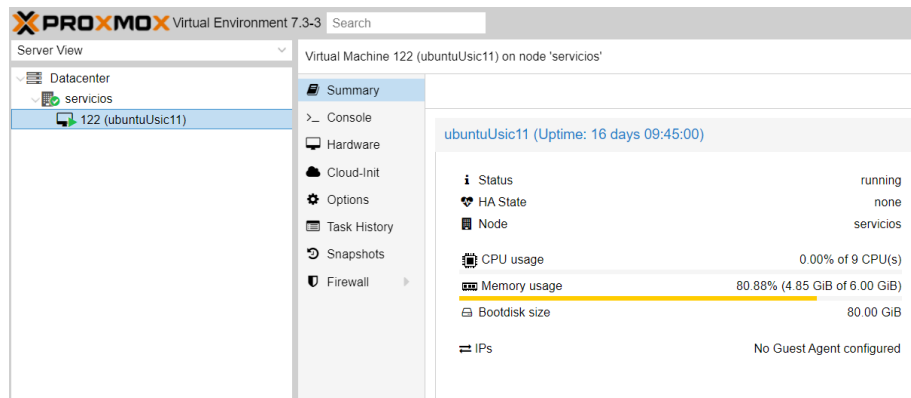 PROXMOX Virtual Environment 7.3-3 Search
Server View
Virtual Machine 122 (ubuntuUsic11) on node 'servicios'
Datacenter
servicios
122 (ubuntuUsic11)
Summary
>_ Console
Hardware
Cloud-Init
Options
Task History
Snapshots
Firewall
ubuntuUsic11 (Uptime: 16 days 09:45:00)
Status running
HA State none
Node servicios
CPU usage 0.00% of 9 CPU(s)
Memory usage 80.88% (4.85 GiB of 6.00 GiB)
Bootdisk size 80.00 GiB
IPs No Guest Agent configured